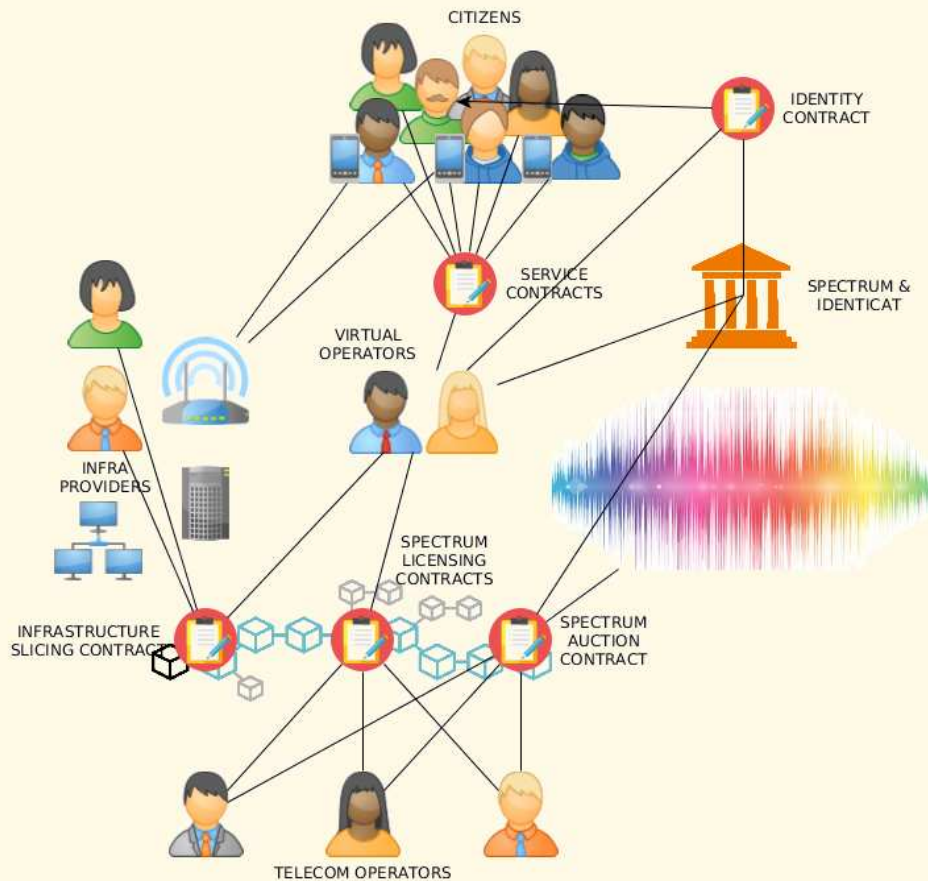 CITIZENS
IDENTITY
CONTRACT
SERVICE
CONTRACTS
SPECTRUM &
IDENTICAT
VIRTUAL
OPERATORS
INFRA
PROVIDERS
SPECTRUM
LICENSING
CONTRACTS
INFRASTRUCTURE
SLICING CONTRACT
SPECTRUM
AUCTION
CONTRACT
TELECOM OPERATORS